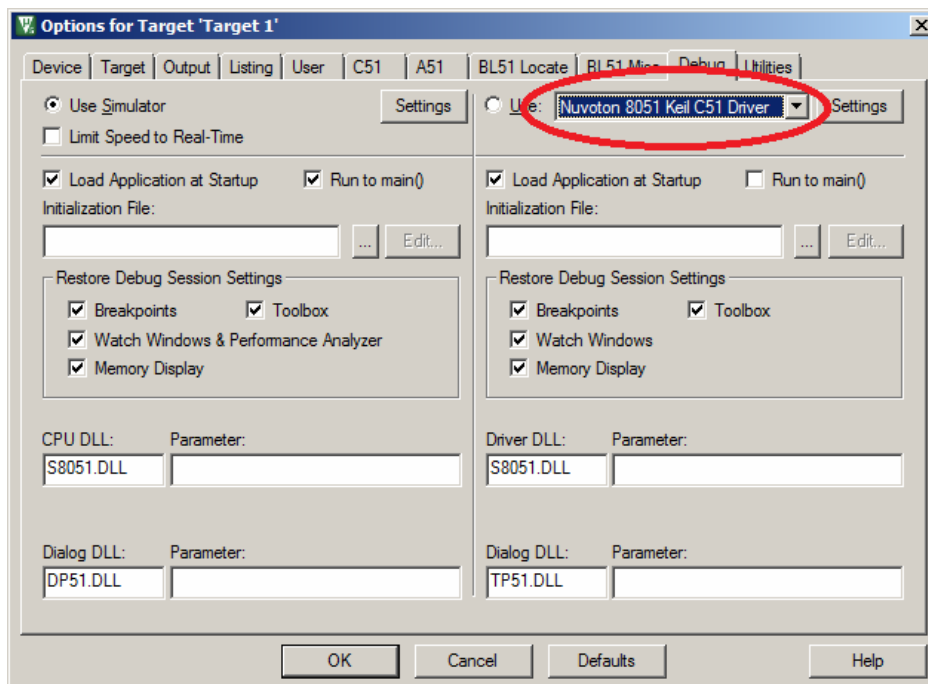 Options for Target 'Target 1'
Device Target Output Listing User C51 A51 BL51 Locate BL51 Misc Debug Utilities
Use Simulator Settings
Limit Speed to Real-Time
Use: Nuvoton 8051 Keil C51 Driver Settings
Load Application at Startup Run to main()
Initialization File:
... Edit...
Load Application at Startup Run to main()
Initialization File:
... Edit...
Restore Debug Session Settings
Breakpoints Toolbox
Watch Windows & Performance Analyzer
Memory Display
Restore Debug Session Settings
Breakpoints Toolbox
Watch Windows
Memory Display
CPU DLL: Parameter:
S8051.DLL
Driver DLL: Parameter:
S8051.DLL
Dialog DLL: Parameter:
DP51.DLL
Dialog DLL: Parameter:
TP51.DLL
OK Cancel Defaults Help